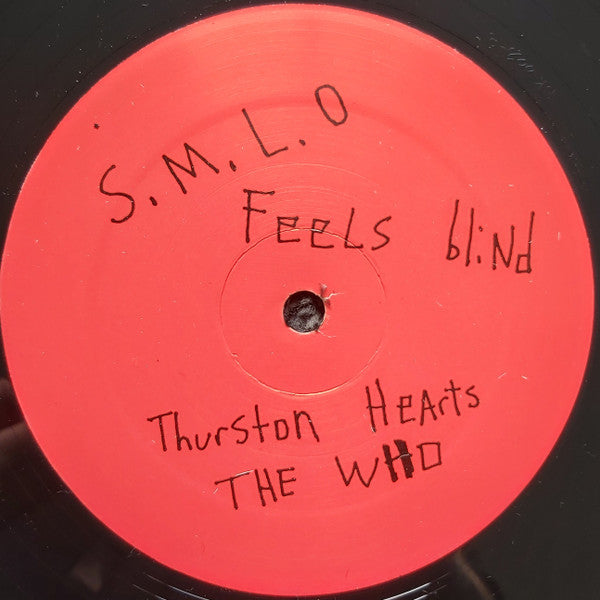 S.M.L.O
Feels bliNd
Thurston HeArts
THE WHO